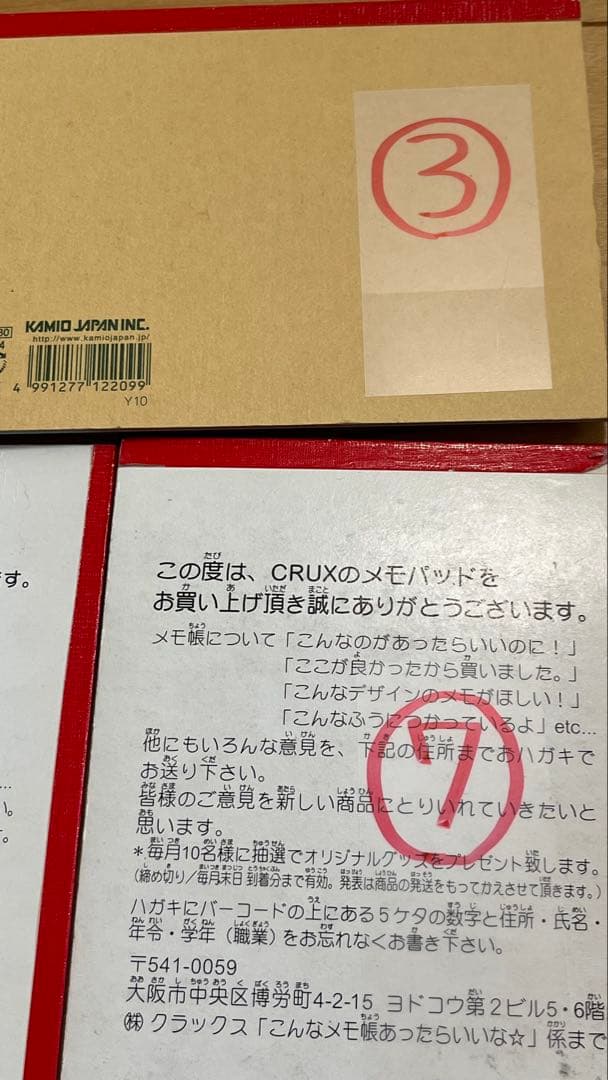 ③
KAMIO JAPAN INC.
http://www.kamiojapan.jp/
4 991277 122099
Y10
です。
この度は、CRUXのメモパッドを
お買い上げ頂き誠にありがとうございます。
メモ帳について「こんなのがあったらいいのに！」
「ここが良かったから買いました。」
「こんなデザインのメモがほしい！」
「こんなふうにつかっているよ」etc...
他にもいろんな意見を、下記の住所までおハガキで
お送り下さい。
皆様のご意見を新しい商品にとりいれていきたいと
思います。
＊毎月10名様に抽選でオリジナルグッズをプレゼント致します。
（締め切り／毎月末日到着分まで有効。発表は商品の発送をもってかえさせて頂きます。）
ハガキにバーコードの上にある５ケタの数字と住所・氏名・
年令・学年（職業）をお忘れなくお書き下さい。
〒541-0059
大阪市中央区博労町4-2-15 ヨドコウ第２ビル5・6階
㈱ クラックス「こんなメモ帳あったらいいな☆」係まで
⑦